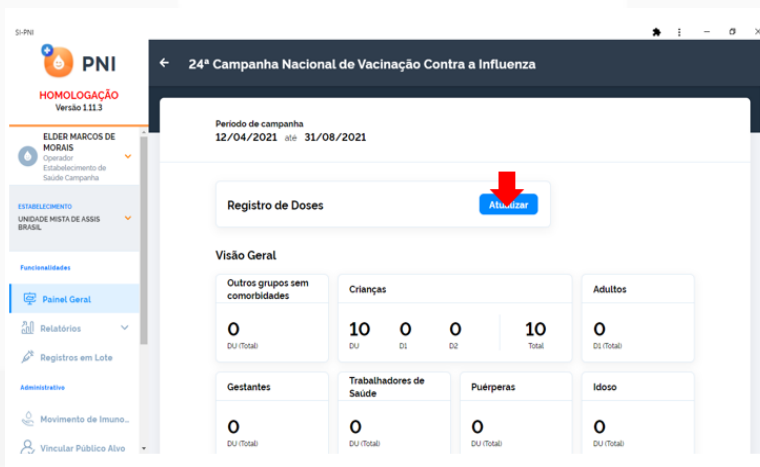 SI-PNI
PNI
HOMOLOGAÇÃO
Versão 1.11.3
ELDER MARCOS DE
MORAIS
Operador
Estabelecimento de
Saúde Campanha
ESTABELECIMENTO
UNIDADE MISTA DE ASSIS
BRASIL
Funcionalidades
Painel Geral
Relatórios
Registros em Lote
Administrativo
Movimento de Imuno...
Vincular Público Alvo
24ª Campanha Nacional de Vacinação Contra a Influenza
Período de campanha
12/04/2021 até 31/08/2021
Registro de Doses
Atualizar
Visão Geral
Outros grupos sem
comorbidades
0
DU (Total)
Crianças
10 0 0 10
DU D1 D2 Total
Adultos
0
D1 (Total)
Gestantes
0
DU (Total)
Trabalhadores de
Saúde
0
DU (Total)
Puérperas
0
DU (Total)
Idoso
0
DU (Total)